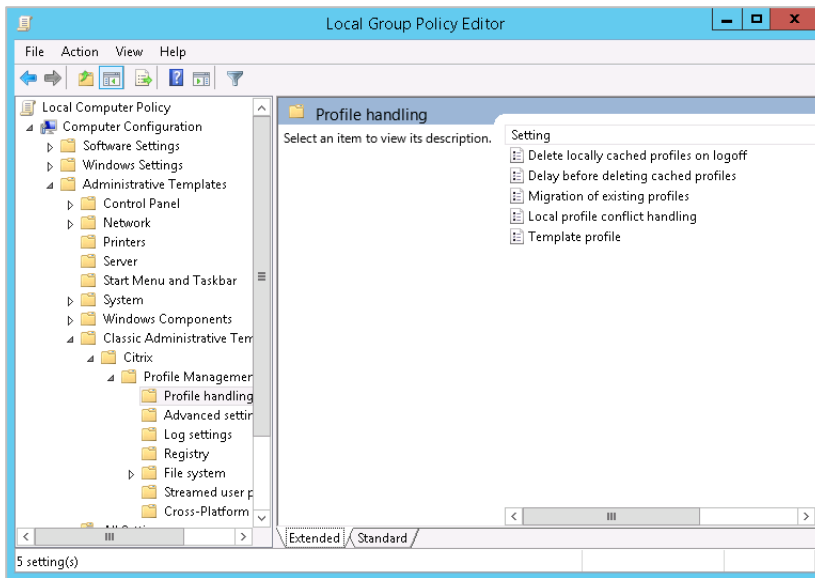 Local Group Policy Editor
File Action View Help
Local Computer Policy
Computer Configuration
Software Settings
Windows Settings
Administrative Templates
Control Panel
Network
Printers
Server
Start Menu and Taskbar
System
Windows Components
Classic Administrative Tem
Citrix
Profile Managemer
Profile handling
Advanced settir
Log settings
Registry
File system
Streamed user p
Cross-Platform
Profile handling
Select an item to view its description.
Setting
Delete locally cached profiles on logoff
Delay before deleting cached profiles
Migration of existing profiles
Local profile conflict handling
Template profile
Extended Standard
5 setting(s)